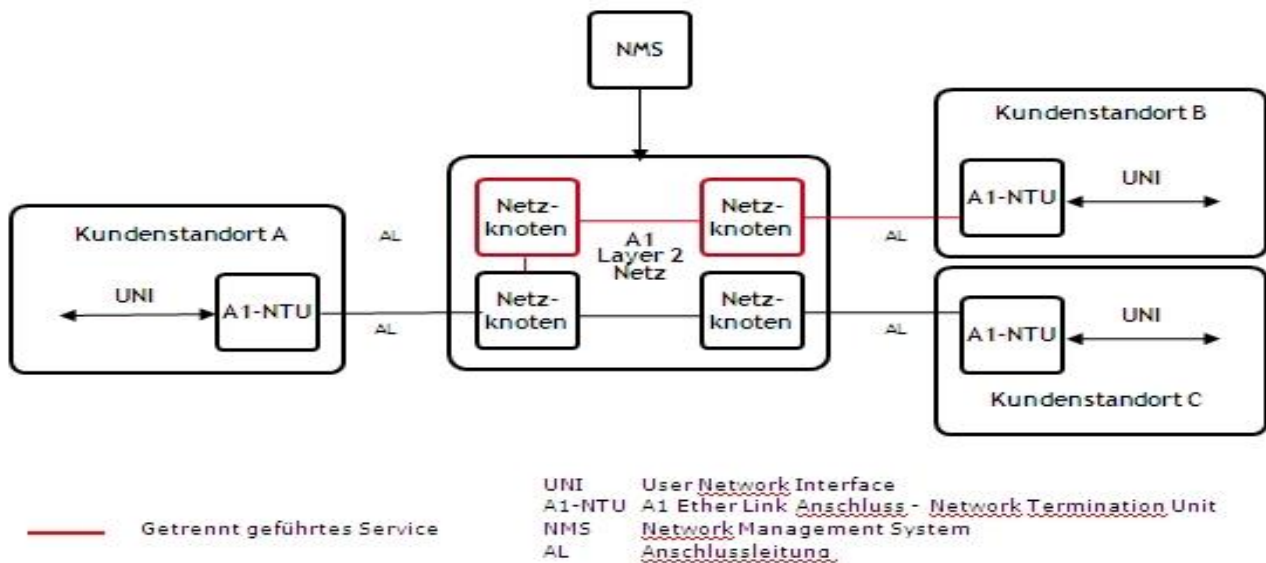 NMS
Kundenstandort A
UNI
A1-NTU
AL
AL
Netz-
knoten
Netz-
knoten
A1
Layer 2
Netz
Netz-
knoten
Netz-
knoten
AL
AL
Kundenstandort B
A1-NTU
UNI
A1-NTU
UNI
Kundenstandort C
Getrennt geführtes Service
UNI User Network Interface
A1-NTU A1 Ether Link Anschluss - Network Termination Unit
NMS Network Management System
AL Anschlussleitung